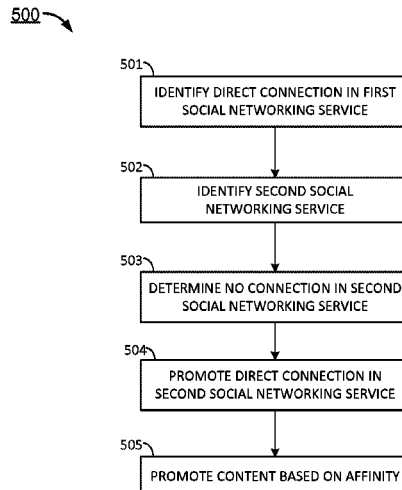 500
501
IDENTIFY DIRECT CONNECTION IN FIRST
SOCIAL NETWORKING SERVICE
502
IDENTIFY SECOND SOCIAL
NETWORKING SERVICE
503
DETERMINE NO CONNECTION IN SECOND
SOCIAL NETWORKING SERVICE
504
PROMOTE DIRECT CONNECTION IN
SECOND SOCIAL NETWORKING SERVICE
505
PROMOTE CONTENT BASED ON AFFINITY